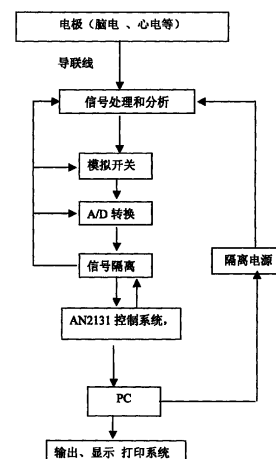 电极（脑电 、心电等）
导联线
信号处理和分析
模拟开关
A/D 转换
信号隔离
隔离电源
AN2131 控制系统，
PC
输出、显示 打印系统